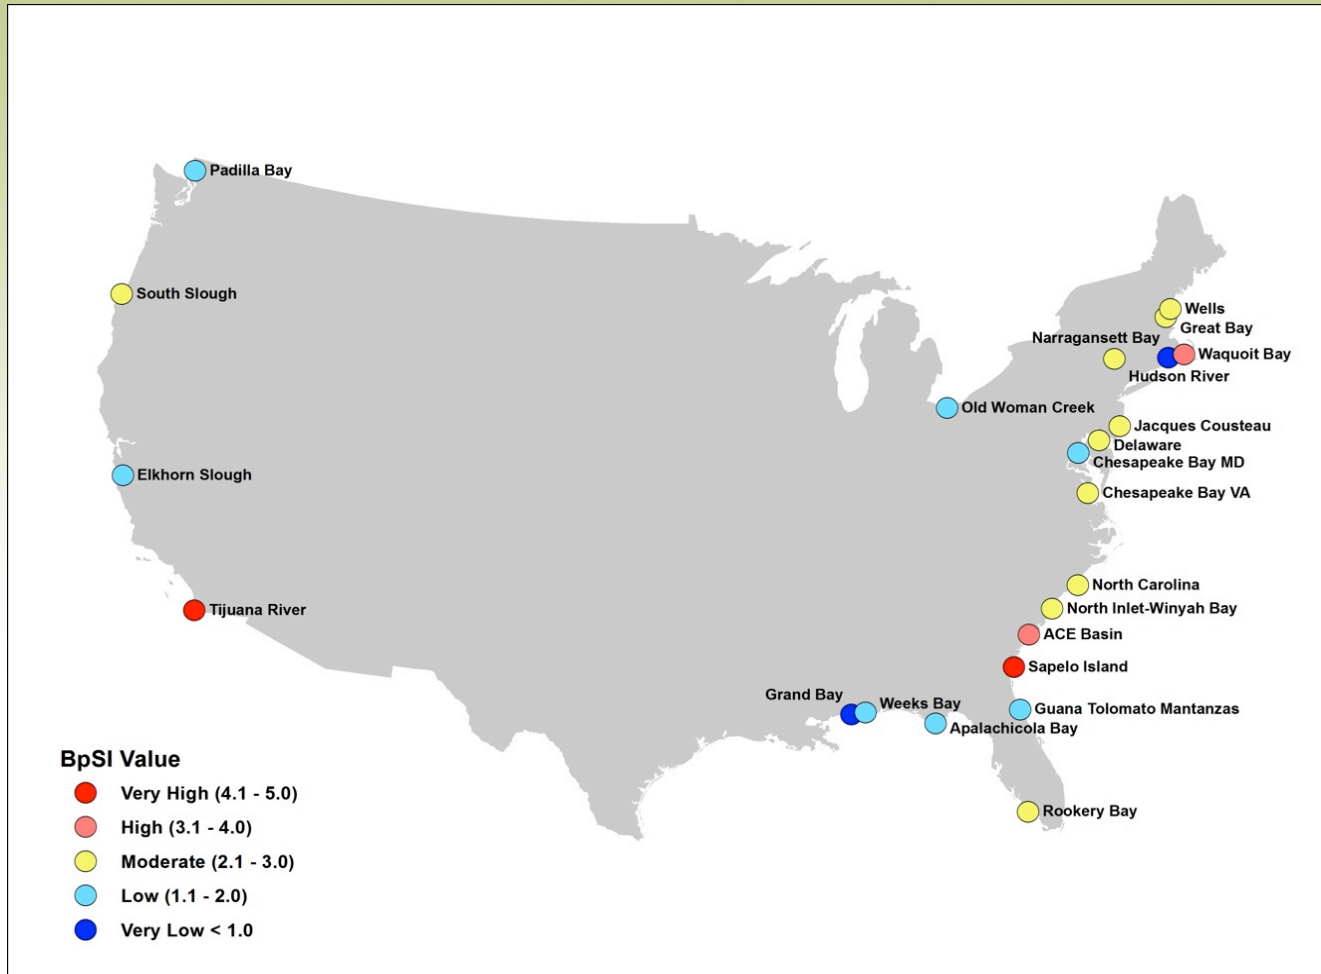 Padilla Bay
South Slough
Wells
Great Bay
Narragansett Bay
Waquoit Bay
Hudson River
Old Woman Creek
Jacques Cousteau
Delaware
Chesapeake Bay MD
Elkhorn Slough
Chesapeake Bay VA
North Carolina
Tijuana River
North Inlet-Winyah Bay
ACE Basin
Sapelo Island
Grand Bay
Weeks Bay
Guana Tolomato Mantanzas
Apalachicola Bay
Rookery Bay
BpSI Value
Very High (4.1 - 5.0)
High (3.1 - 4.0)
Moderate (2.1 - 3.0)
Low (1.1 - 2.0)
Very Low < 1.0